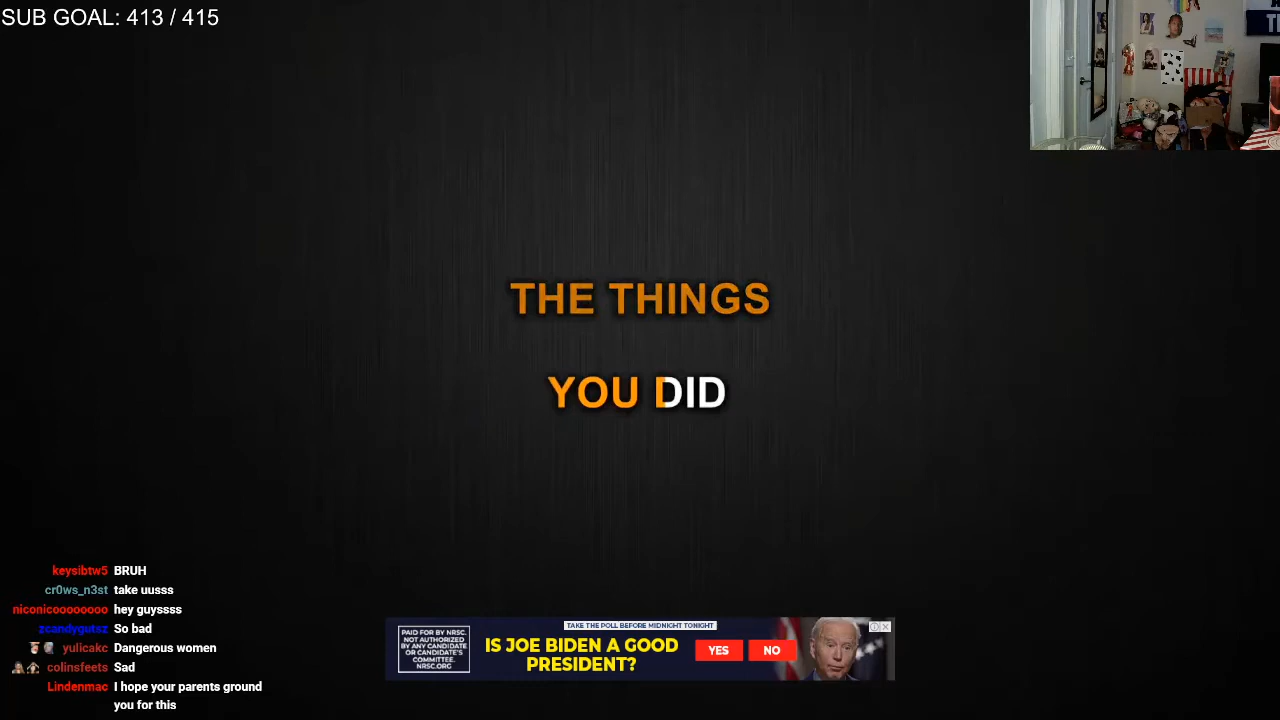 SUB GOAL: 413 / 415
THE THINGS
YOU DID
keysibtw5 BRUH
cr0ws_n3st take uusss
niconicoooooooo hey guyssss
zcandygutsz So bad
yulicakc Dangerous women
colinsfeets Sad
Lindenmac I hope your parents ground
you for this
TAKE THE POLL BEFORE MIDNIGHT TONIGHT
PAID FOR BY NRSC.
NOT AUTHORIZED
BY ANY CANDIDATE
OR CANDIDATE'S
COMMITTEE.
NRSC.ORG
IS JOE BIDEN A GOOD
PRESIDENT?
YES NO